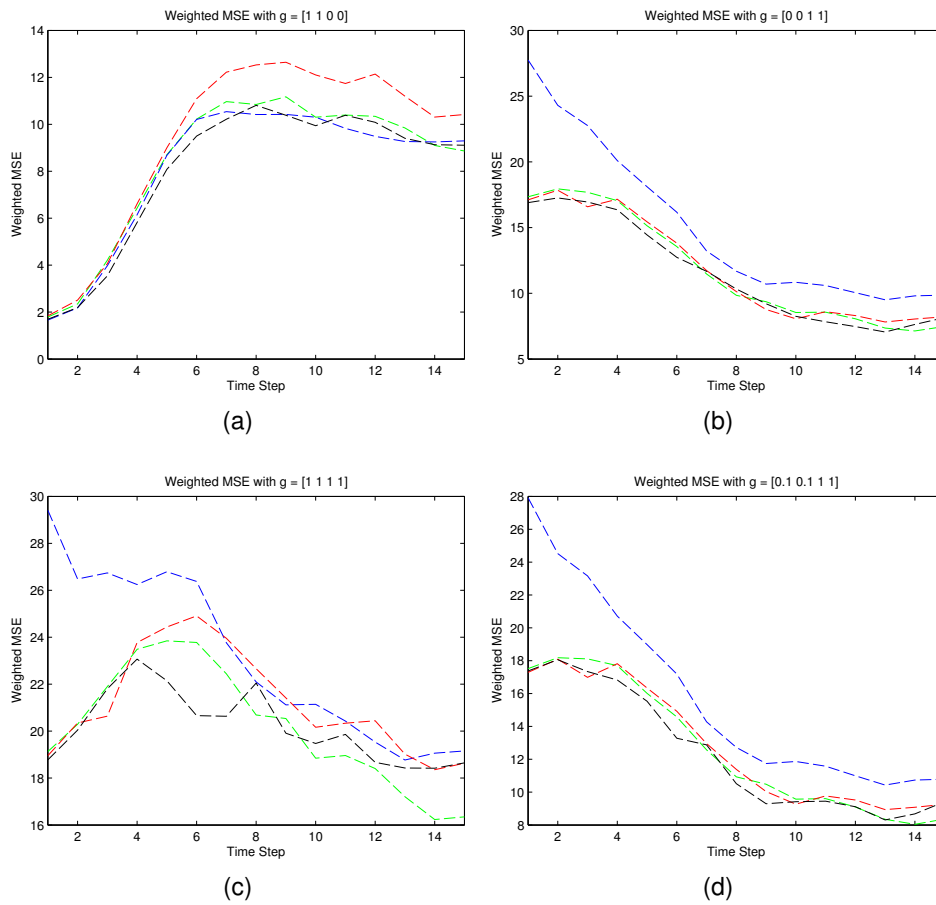 Weighted MSE with g = [1 1 0 0]
14
12
10
8
6
4
2
0
Weighted MSE
2 4 6 8 10 12 14
Time Step
(a)
Weighted MSE with g = [0 0 1 1]
30
25
20
15
10
5
Weighted MSE
2 4 6 8 10 12 14
Time Step
(b)
Weighted MSE with g = [1 1 1 1]
30
28
26
24
22
20
18
16
Weighted MSE
2 4 6 8 10 12 14
Time Step
(c)
Weighted MSE with g = [0.1 0.1 1 1]
28
26
24
22
20
18
16
14
12
10
8
Weighted MSE
2 4 6 8 10 12 14
Time Step
(d)